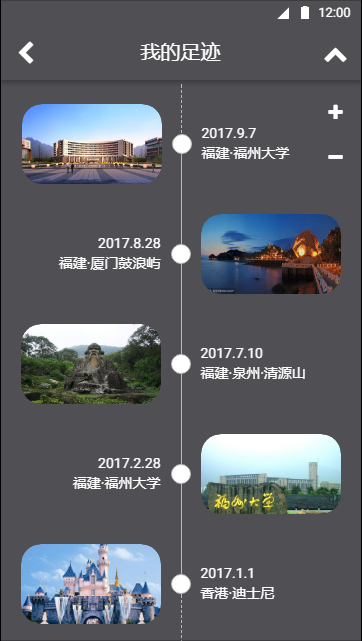 12:00
我的足迹
2017.9.7
福建·福州大学
2017.8.28
福建·厦门鼓浪屿
2017.7.10
福建·泉州·清源山
2017.2.28
福建·福州大学
福州大学
2017.1.1
香港·迪士尼